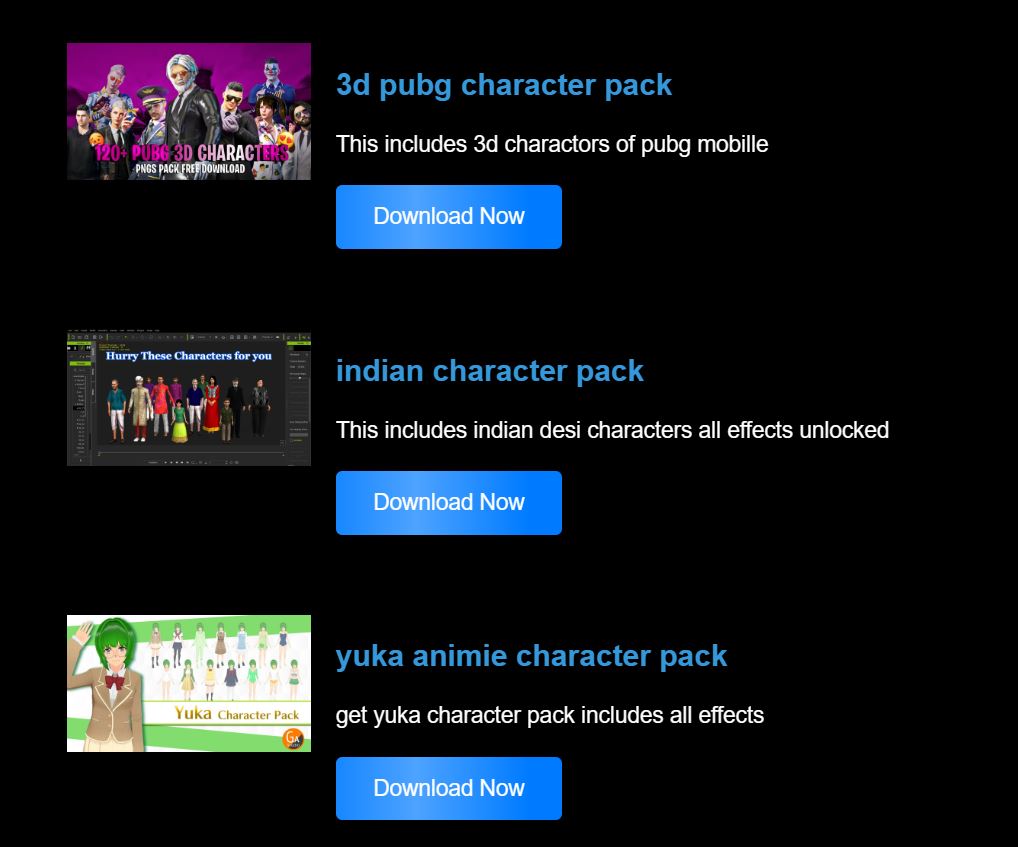 120+ PUBG 3D CHARACTERS
PNGS PACK FREE DOWNLOAD
3d pubg character pack
This includes 3d charactors of pubg mobille
Download Now
Hurry These Characters for you
indian character pack
This includes indian desi characters all effects unlocked
Download Now
Yuka Character Pack
GA
yuka animie character pack
get yuka character pack includes all effects
Download Now